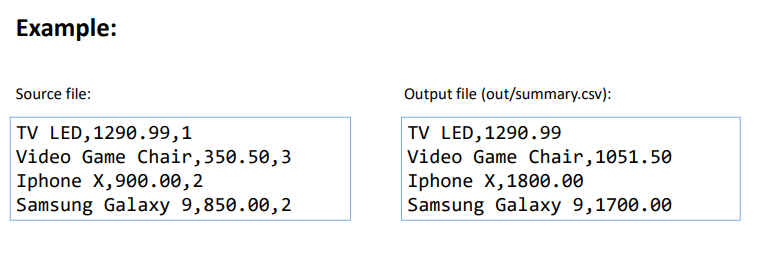 Example:
Source file:
TV LED,1290.99,1
Video Game Chair,350.50,3
Iphone X,900.00,2
Samsung Galaxy 9,850.00,2
Output file (out/summary.csv):
TV LED,1290.99
Video Game Chair,1051.50
Iphone X,1800.00
Samsung Galaxy 9,1700.00